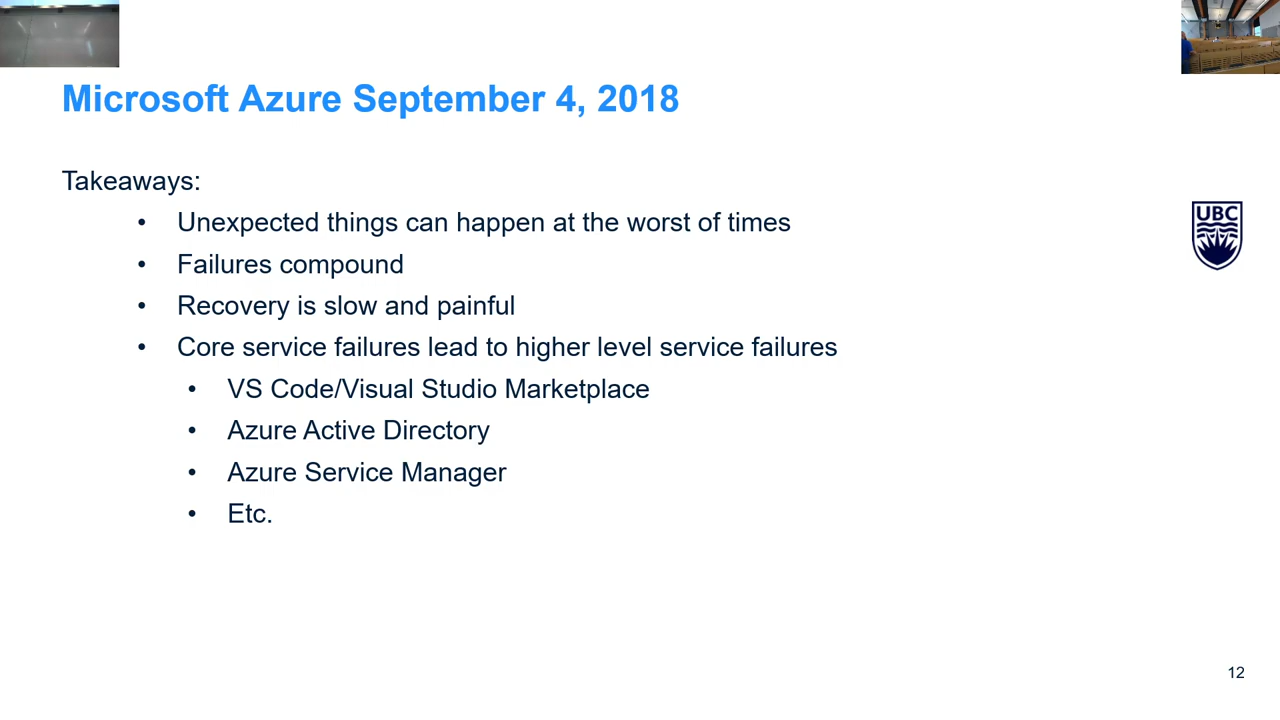 Microsoft Azure September 4, 2018
Takeaways:
• Unexpected things can happen at the worst of times
• Failures compound
• Recovery is slow and painful
• Core service failures lead to higher level service failures
• VS Code/Visual Studio Marketplace
• Azure Active Directory
• Azure Service Manager
• Etc.
UBC
12